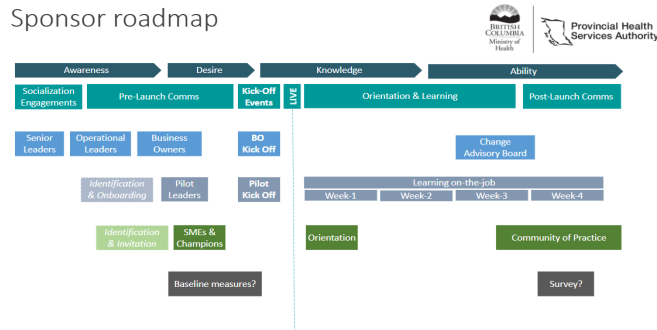 Sponsor roadmap
BRITISH
COLUMBIA
Ministry of
Health
Provincial Health
Services Authority
Awareness
Desire
Knowledge
Ability
Socialization
Engagements
Pre-Launch Comms
Kick-Off
Events
LIVE
Orientation & Learning
Post-Launch Comms
Senior
Leaders
Operational
Leaders
Business
Owners
BO
Kick Off
Change
Advisory Board
Identification
& Onboarding
Pilot
Leaders
Pilot
Kick Off
Learning on-the-job
Week-1
Week-2
Week-3
Week-4
Identification
& Invitation
SMEs &
Champions
Orientation
Community of Practice
Baseline measures?
Survey?